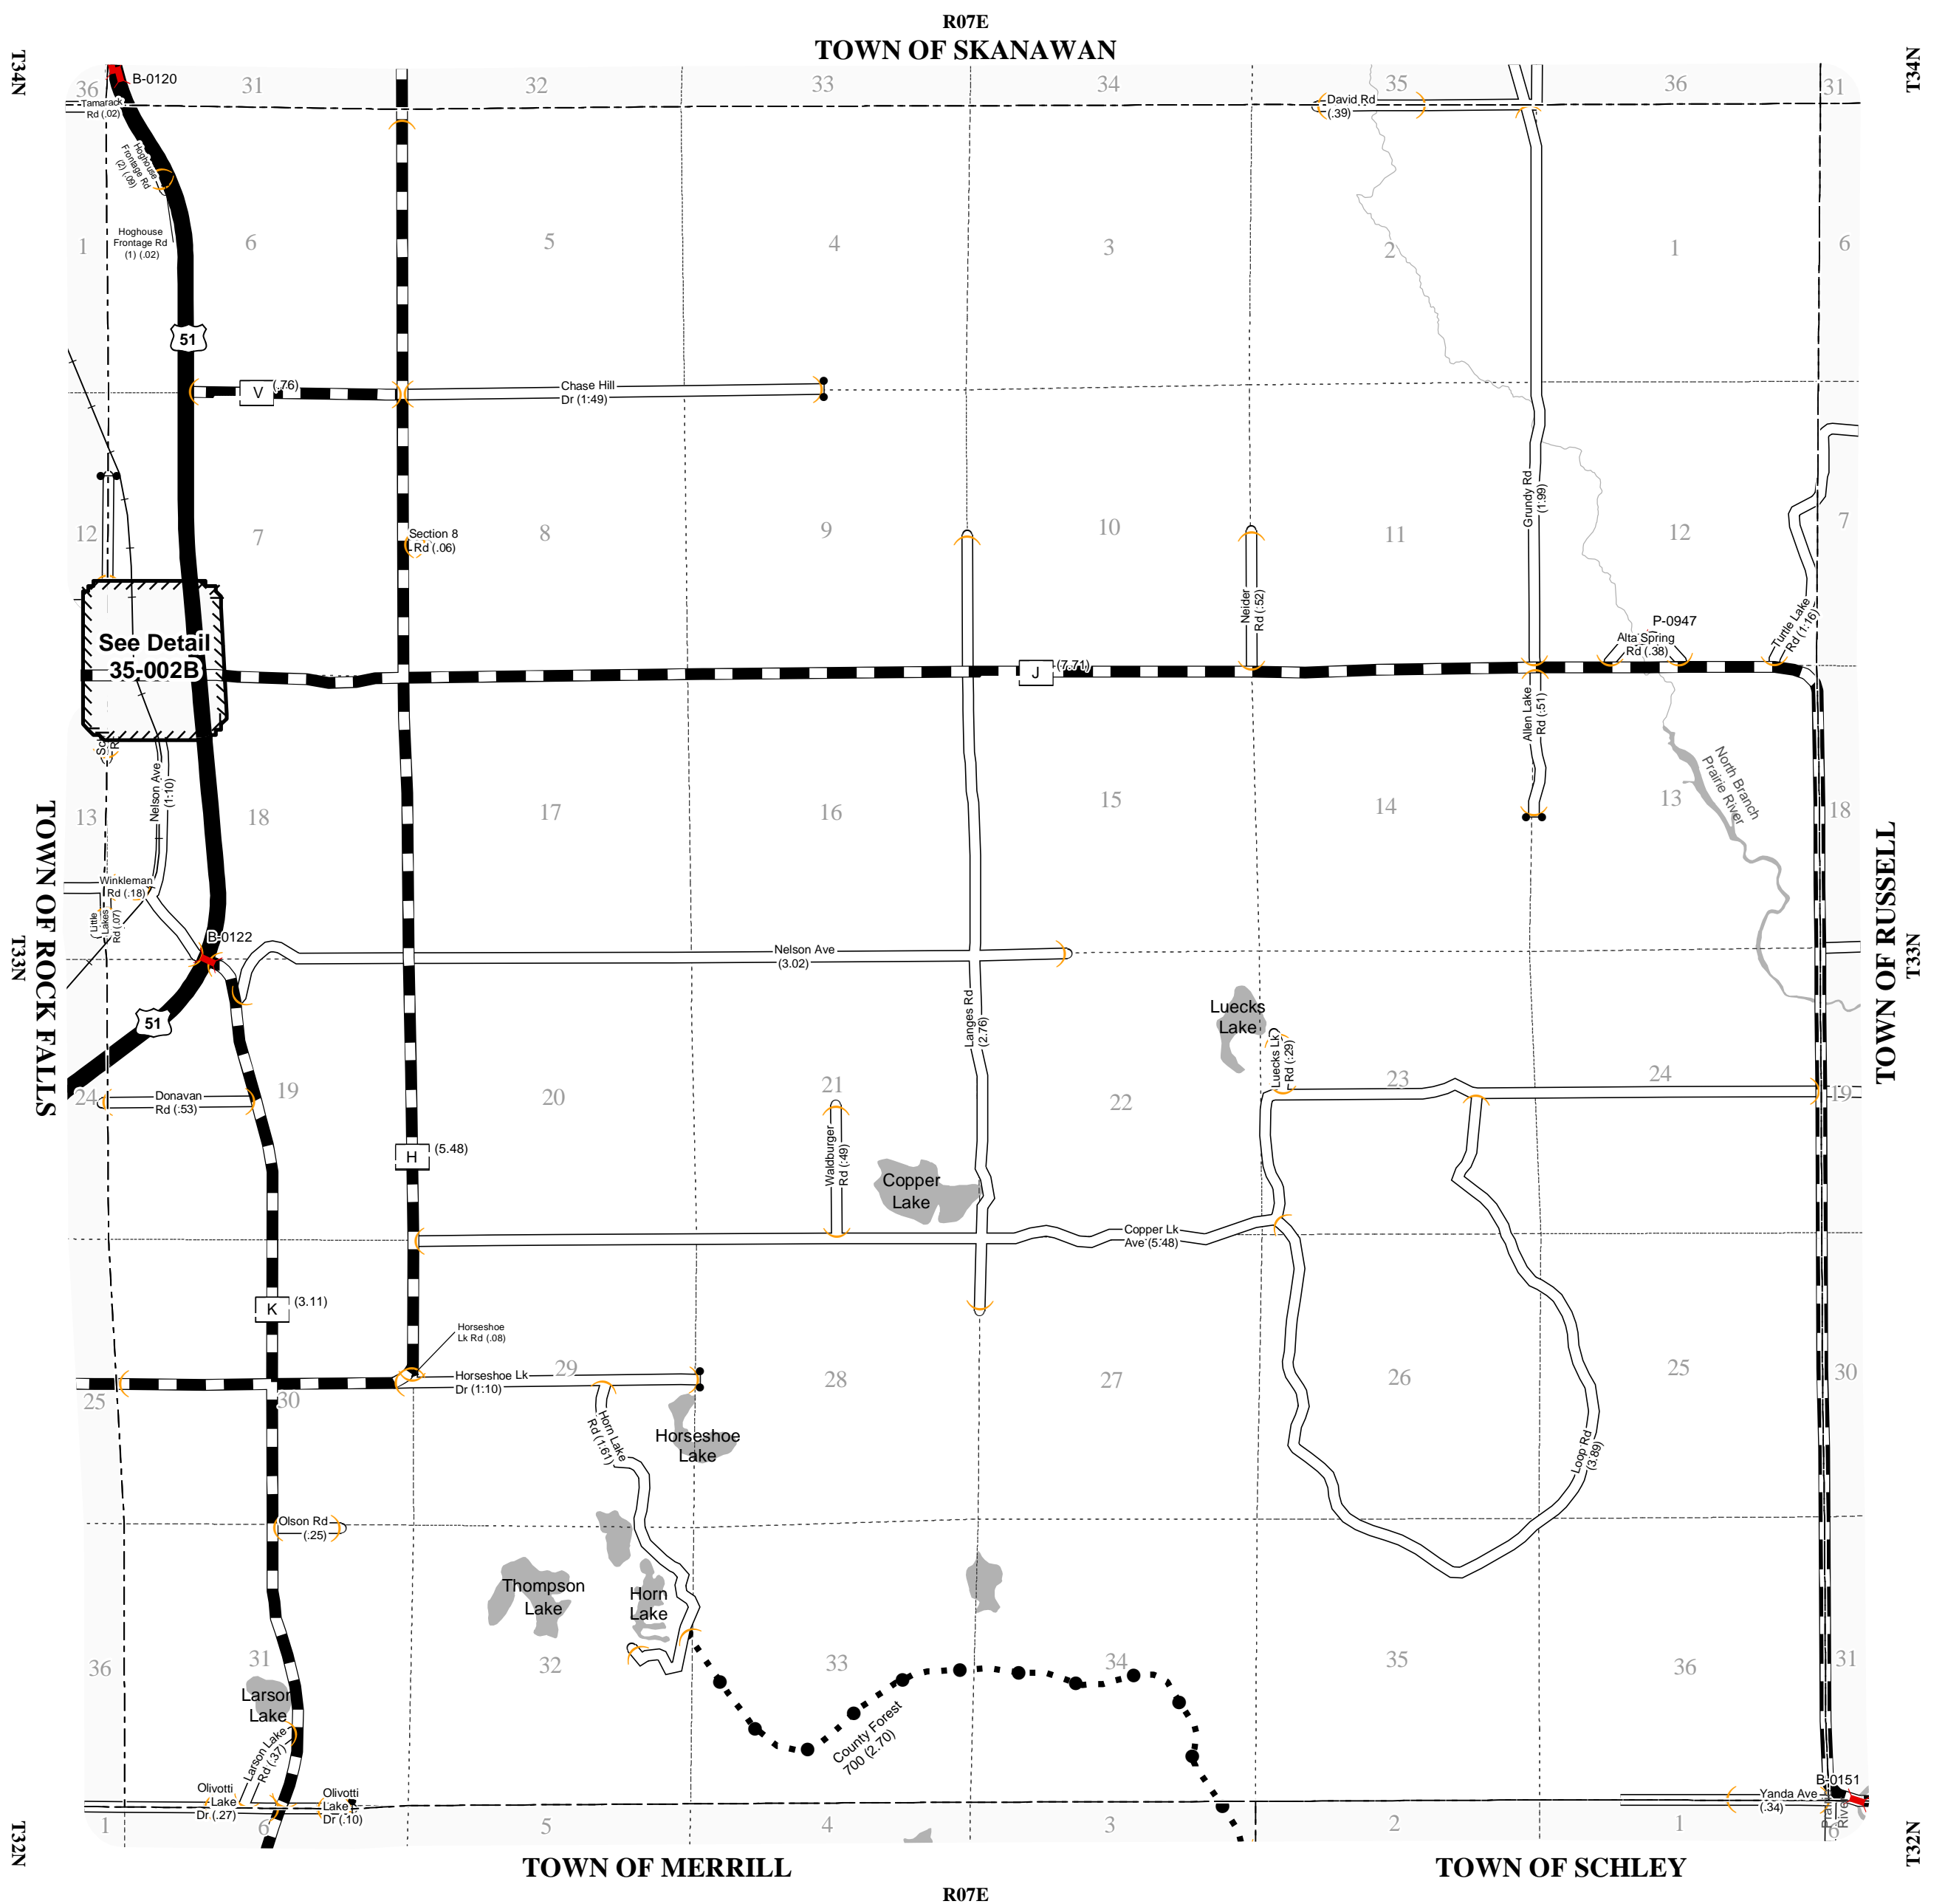 R07E
TOWN OF SKANAWAN
T34N
T34N
36
31
32
33
34
35
36
31
B-0120
Tamarack
Rd (.02)
David Rd
(.39)
Hoghouse
Frontage Rd
(2) (.09)
Hoghouse
Frontage Rd
(1) (.02)
1
6
5
4
3
2
1
6
51
V
(.76)
Chase Hill
Dr (1.49)
Grundy Rd
(1.99)
12
7
8
9
10
11
12
7
Section 8
Rd (.06)
Neider
Rd (.52)
Turtle Lake
Rd (1.16)
P-0947
Alta Spring
Rd (.38)
See Detail
35-002B
J
(7.71)
Allen Lake
Rd (.51)
Sc
R
Nelson Ave
(1.10)
North Branch
Prairie River
13
18
17
16
15
14
13
18
TOWN OF ROCK FALLS
TOWN OF RUSSELL
Winkleman
Rd (.18)
Little
Lakes
Rd (.07)
B-0122
T33N
T33N
Nelson Ave
(3.02)
51
Langes Rd
(2.76)
Luecks
Lake
Luecks Lk
Rd (.29)
24
19
20
21
22
23
24
19
Donavan
Rd (.53)
H
(5.48)
Waldburger
Rd (.49)
Copper
Lake
Copper Lk
Ave (5.48)
K
(3.11)
Horseshoe
Lk Rd (.08)
Horseshoe Lk
Dr (1.10)
25
30
29
28
27
26
25
30
Horn Lake
Rd (1.61)
Horseshoe
Lake
Loop Rd
(3.89)
Olson Rd
(.25)
Thompson
Lake
Horn
Lake
36
31
32
33
34
35
36
31
Larson
Lake
Larson Lake
Rd (.37)
County Forest
700 (2.70)
Olivotti
Lake
Dr (.27)
Olivotti
Lake
Dr (.10)
B-0151
Yanda Ave
(.34)
River
1
6
5
4
3
2
1
6
T32N
T32N
TOWN OF MERRILL
TOWN OF SCHLEY
R07E